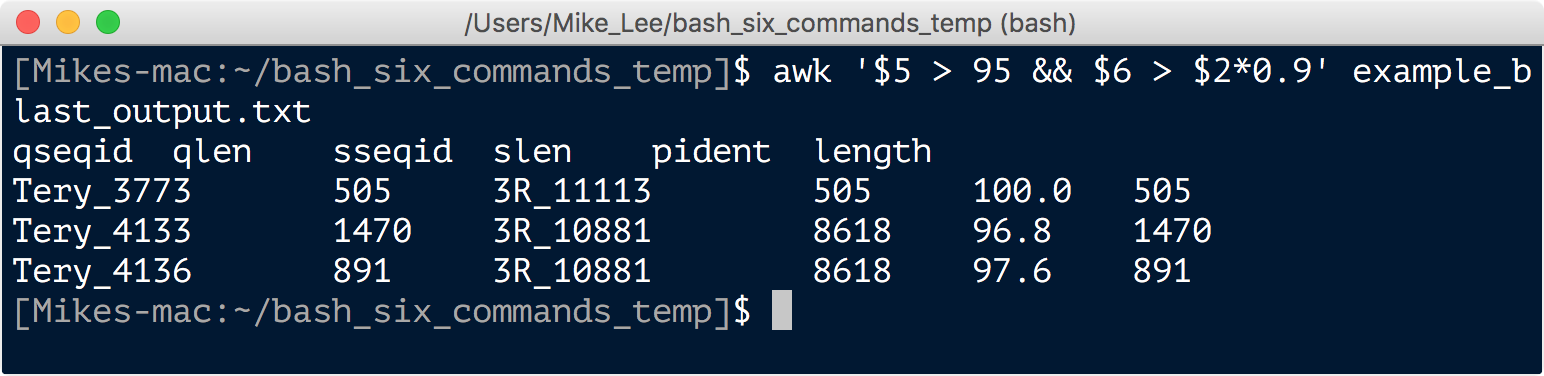 /Users/Mike_Lee/bash_six_commands_temp (bash)
[Mikes-mac:~/bash_six_commands_temp]$ awk '$5 > 95 && $6 > $2*0.9' example_b
last_output.txt
qseqid  qlen    sseqid  slen    pident  length
Tery_3773       505     3R_11113        505     100.0   505
Tery_4133       1470    3R_10881        8618    96.8    1470
Tery_4136       891     3R_10881        8618    97.6    891
[Mikes-mac:~/bash_six_commands_temp]$